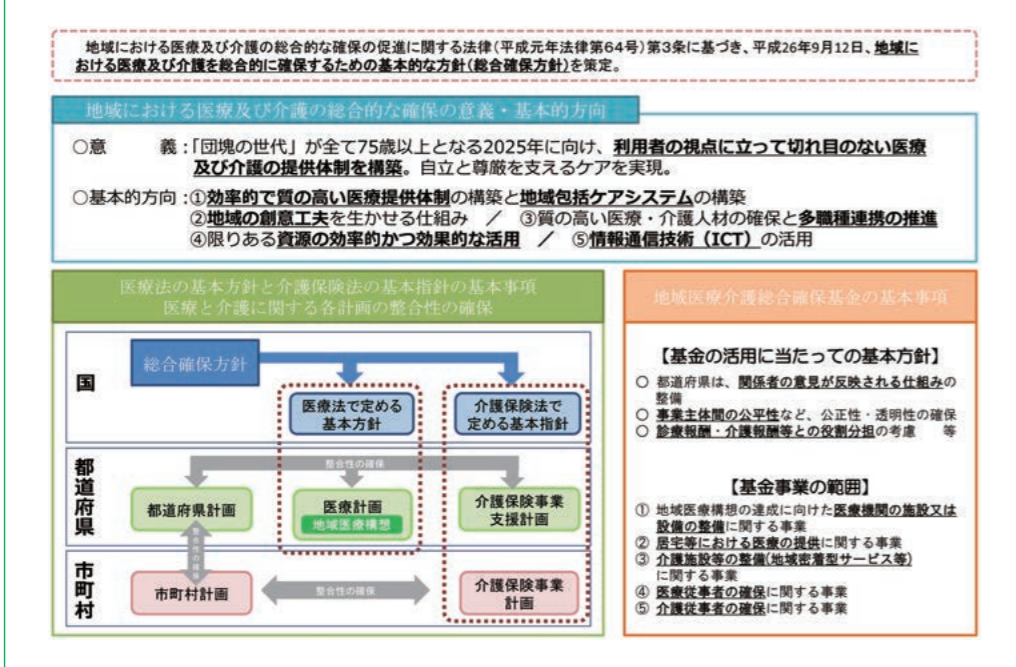 地域における医療及び介護の総合的な確保の促進に関する法律(平成元年法律第64号)第3条に基づき、平成26年9月12日、地域に
おける医療及び介護を総合的に確保するための基本的な方針(総合確保方針)を策定。
地域における医療及び介護の総合的な確保の意義・基本的方向
○意　　義:「団塊の世代」が全て75歳以上となる2025年に向け、利用者の視点に立って切れ目のない医療
及び介護の提供体制を構築。自立と尊厳を支えるケアを実現。
○基本的方向:①効率的で質の高い医療提供体制の構築と地域包括ケアシステムの構築
②地域の創意工夫を生かせる仕組み　／　③質の高い医療・介護人材の確保と多職種連携の推進
④限りある資源の効率的かつ効果的な活用　／　⑤情報通信技術（ICT）の活用
医療法の基本方針と介護保険法の基本指針の基本事項
医療と介護に関する各計画の整合性の確保
国
総合確保方針
医療法で定める
基本方針
介護保険法で
定める基本指針
都道府県
整合性の確保
都道府県計画
医療計画
地域医療構想
介護保険事業
支援計画
整合性の確保
市町村
市町村計画
整合性の確保
介護保険事業
計画
地域医療介護総合確保基金の基本事項
【基金の活用に当たっての基本方針】
○ 都道府県は、関係者の意見が反映される仕組みの
整備
○ 事業主体間の公平性など、公正性・透明性の確保
○ 診療報酬・介護報酬等との役割分担の考慮　等
【基金事業の範囲】
① 地域医療構想の達成に向けた医療機関の施設又は
設備の整備に関する事業
② 居宅等における医療の提供に関する事業
③ 介護施設等の整備(地域密着型サービス等)
に関する事業
④ 医療従事者の確保に関する事業
⑤ 介護従事者の確保に関する事業